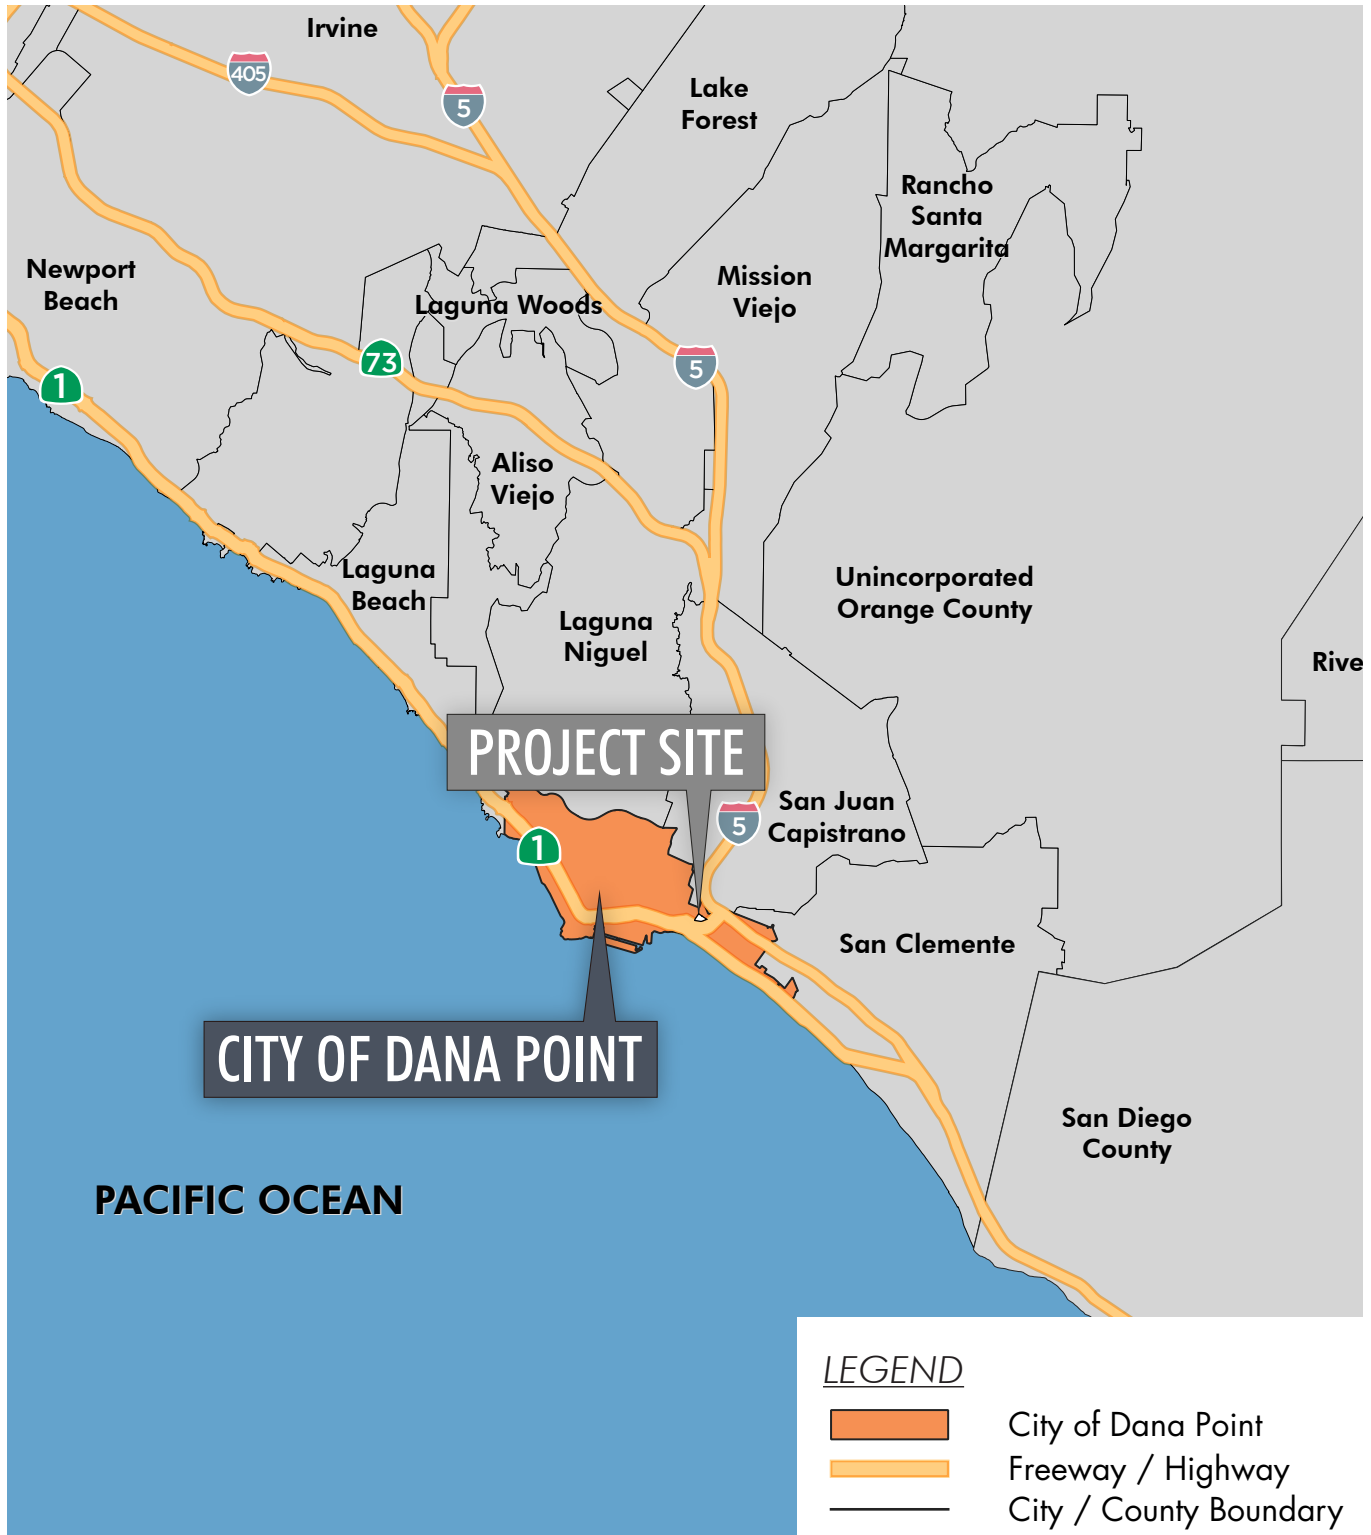 Irvine
405
5
Lake
Forest
Rancho
Santa
Margarita
Newport
Beach
Laguna Woods
Mission
Viejo
73
5
1
Aliso
Viejo
Laguna
Beach
Unincorporated
Orange County
Laguna
Niguel
Rive
PROJECT SITE
San Juan
Capistrano
5
1
San Clemente
CITY OF DANA POINT
San Diego
County
PACIFIC OCEAN
LEGEND
City of Dana Point
Freeway / Highway
City / County Boundary